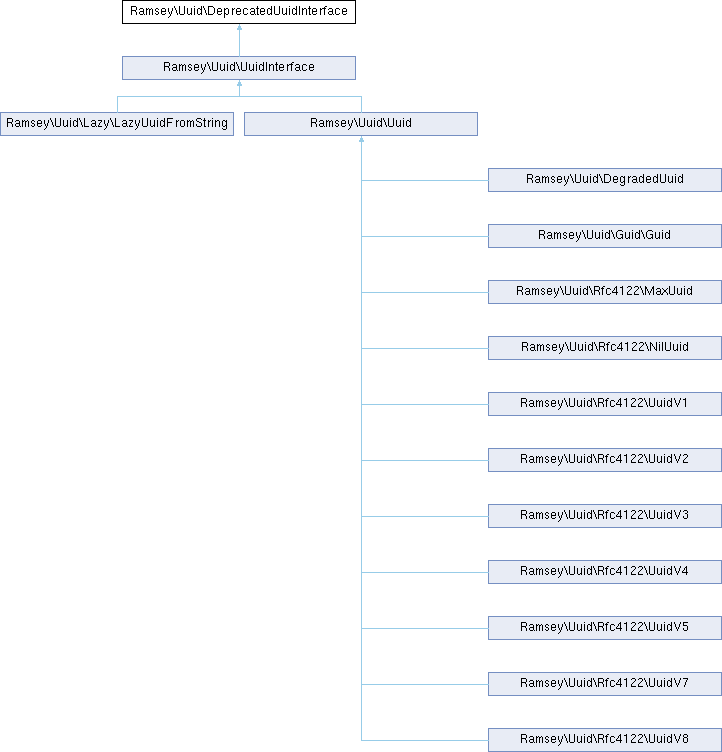 Ramsey\Uuid\DeprecatedUuidInterface
Ramsey\Uuid\UuidInterface
Ramsey\Uuid\Lazy\LazyUuidFromString
Ramsey\Uuid\Uuid
Ramsey\Uuid\DegradedUuid
Ramsey\Uuid\Guid\Guid
Ramsey\Uuid\Rfc4122\MaxUuid
Ramsey\Uuid\Rfc4122\NilUuid
Ramsey\Uuid\Rfc4122\UuidV1
Ramsey\Uuid\Rfc4122\UuidV2
Ramsey\Uuid\Rfc4122\UuidV3
Ramsey\Uuid\Rfc4122\UuidV4
Ramsey\Uuid\Rfc4122\UuidV5
Ramsey\Uuid\Rfc4122\UuidV7
Ramsey\Uuid\Rfc4122\UuidV8